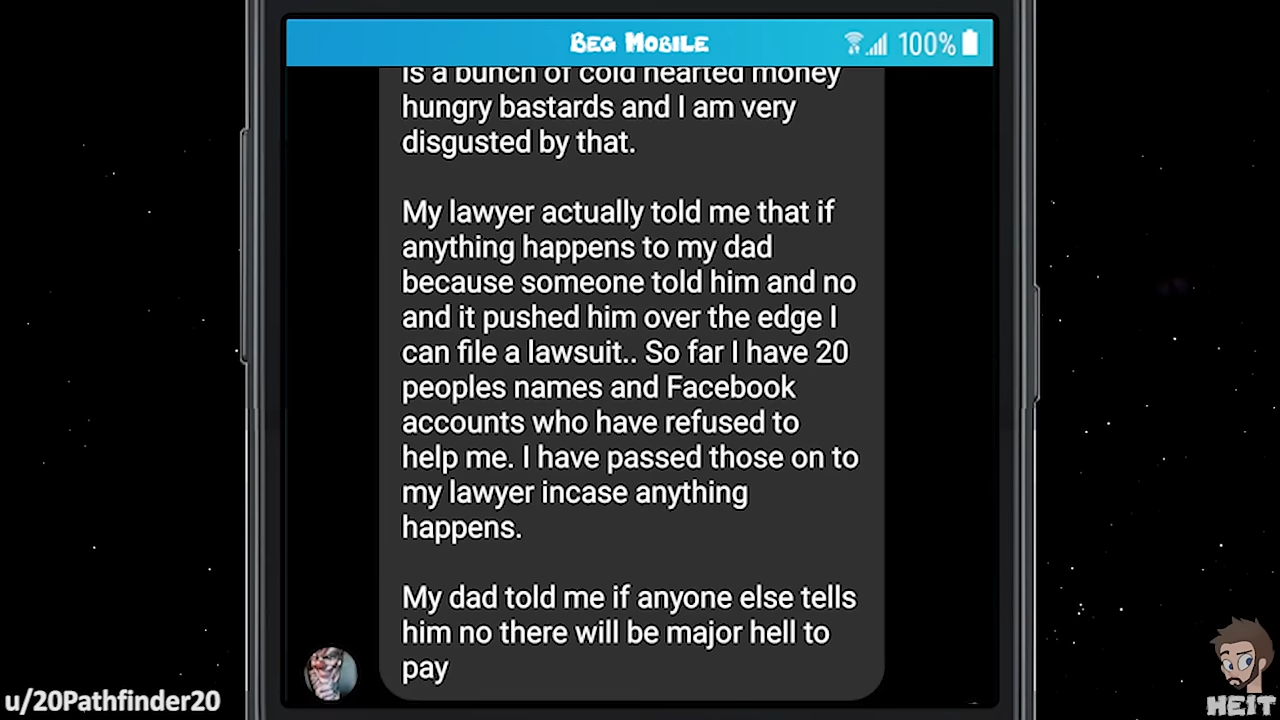 BEG MOBILE
100%
is a bunch of cold hearted money
hungry bastards and I am very
disgusted by that.
My lawyer actually told me that if
anything happens to my dad
because someone told him and no
and it pushed him over the edge I
can file a lawsuit.. So far I have 20
peoples names and Facebook
accounts who have refused to
help me. I have passed those on to
my lawyer incase anything
happens.
My dad told me if anyone else tells
him no there will be major hell to
pay
u/20Pathfinder20
HEIT